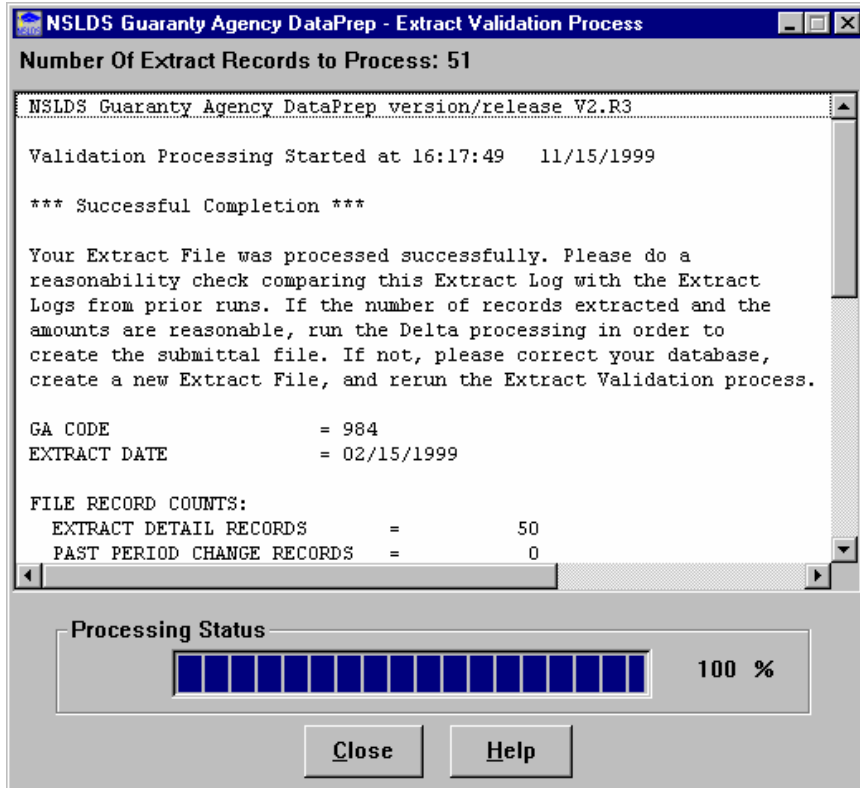 NSLDS Guaranty Agency DataPrep - Extract Validation Process
Number Of Extract Records to Process: 51
NSLDS Guaranty Agency DataPrep version/release V2.R3
Validation Processing Started at 16:17:49   11/15/1999
*** Successful Completion ***
Your Extract File was processed successfully. Please do a
reasonability check comparing this Extract Log with the Extract
Logs from prior runs. If the number of records extracted and the
amounts are reasonable, run the Delta processing in order to
create the submittal file. If not, please correct your database,
create a new Extract File, and rerun the Extract Validation process.
GA CODE = 984
EXTRACT DATE = 02/15/1999
FILE RECORD COUNTS:
EXTRACT DETAIL RECORDS = 50
PAST PERIOD CHANGE RECORDS = 0
Processing Status
100 %
Close Help